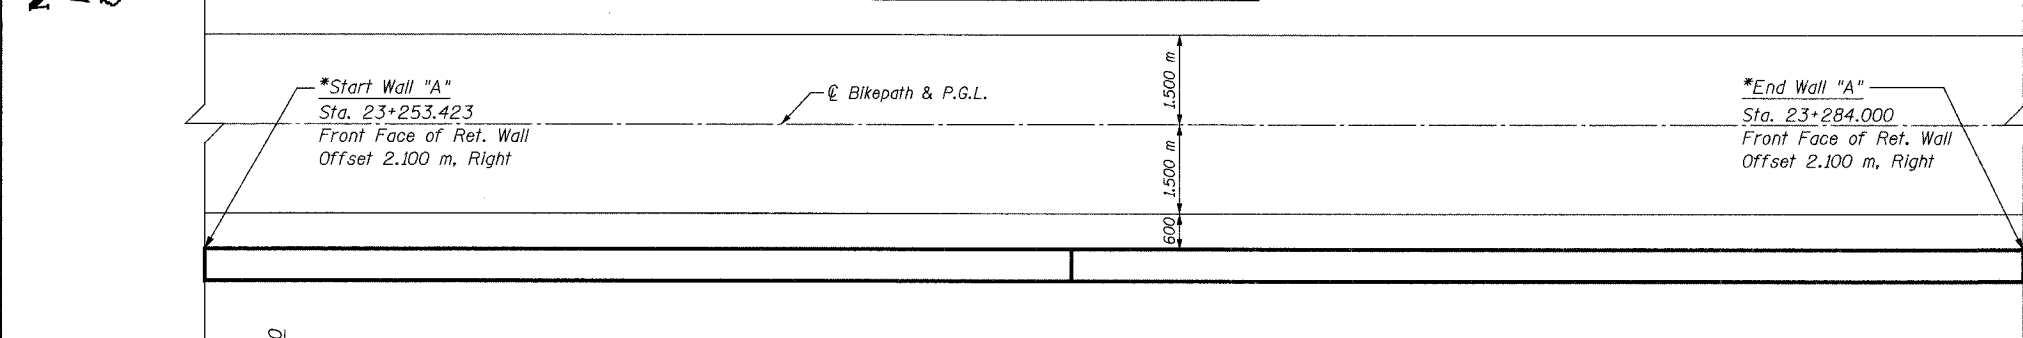 *Start Wall "A"
Sta. 23+253.423
Front Face of Ret. Wall
Offset 2.100 m, Right
℄ Bikepath & P.G.L.
1.500 m
1.500 m
600
*End Wall "A"
Sta. 23+284.000
Front Face of Ret. Wall
Offset 2.100 m, Right